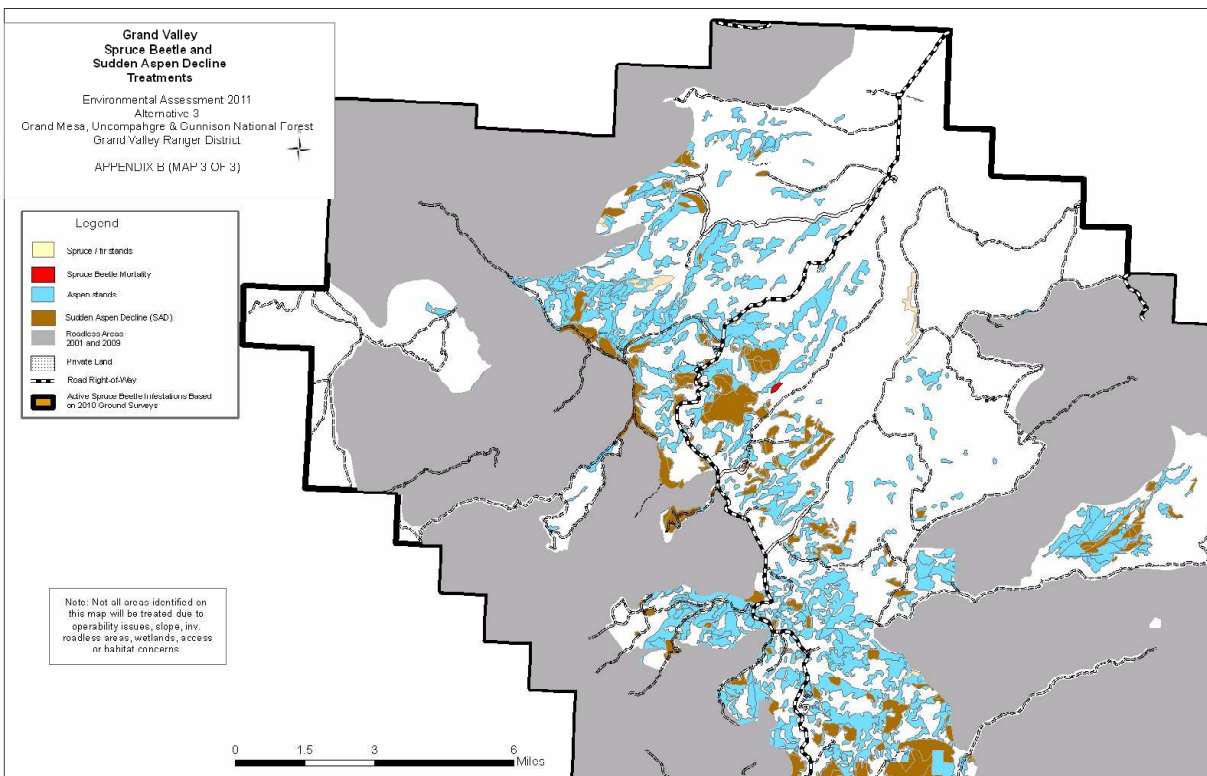 Grand Valley
Spruce Beetle and
Sudden Aspen Decline
Treatments
Environmental Assessment 2011
Alternative 3
Grand Mesa, Uncompahgre & Gunnison National Forest
Grand Valley Ranger District
APPENDIX B (MAP 3 OF 3)
Legend
Spruce / fir stands
Spruce Beetle Mortality
Aspen stands
Sudden Aspen Decline (SAD)
Roadless Areas
2001 and 2009
Private Land
Road Right-of-Way
Active Spruce Beetle Infestations Based
on 2010 Ground Surveys
Note: Not all areas identified on
this map will be treated due to
operability issues, slope, inv.
roadless areas, wetlands, access
or habitat concerns
0 1.5 3 6
Miles